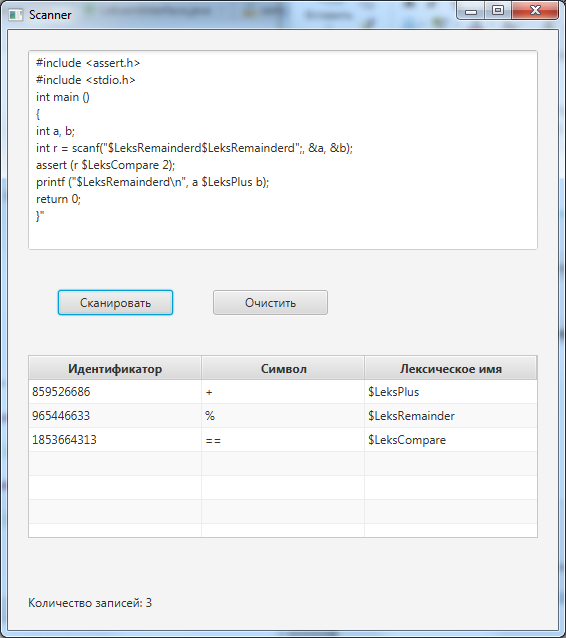 Scanner
#include <assert.h>
#include <stdio.h>
int main ()
{
int a, b;
int r = scanf("$LeksRemainderd$LeksRemainderd";, &a, &b);
assert (r $LeksCompare 2);
printf ("$LeksRemainderd\n", a $LeksPlus b);
return 0;
}"
Сканировать Очистить
Идентификатор Символ Лексическое имя
859526686 + $LeksPlus
965446633 % $LeksRemainder
1853664313 == $LeksCompare
Количество записей: 3